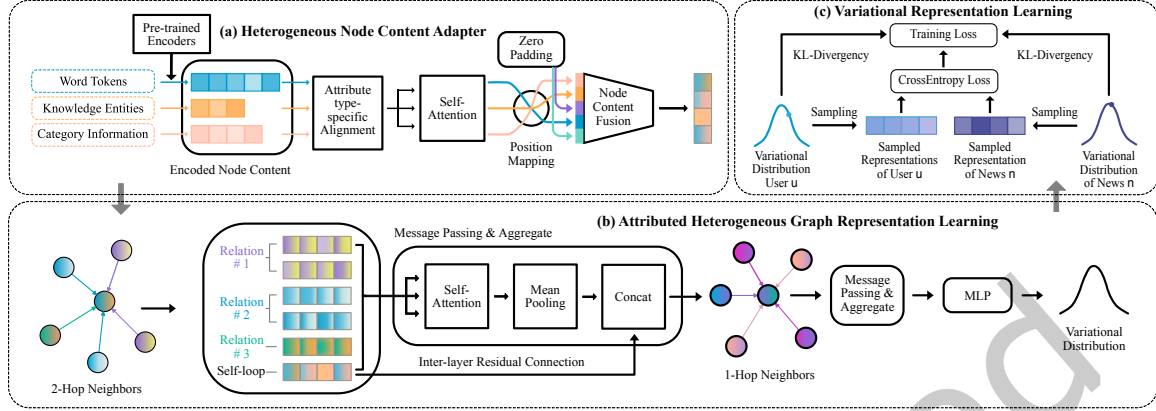 Pre-trained
Encoders
(a) Heterogeneous Node Content Adapter
Word Tokens
Knowledge Entities
Category Information
Encoded Node Content
Attribute
type-
specific
Alignment
Self-
Attention
Zero
Padding
Position
Mapping
Node
Content
Fusion
(c) Variational Representation Learning
KL-Divergency
Training Loss
KL-Divergency
CrossEntropy Loss
Sampling
Sampling
Variational
Distribution
User u
Sampled
Representations
of User u
Sampled
Representation
of News n
Variational
Distribution
of News n
(b) Attributed Heterogeneous Graph Representation Learning
2-Hop Neighbors
Relation
# 1
Relation
# 2
Relation
# 3
Self-loop
Message Passing & Aggregate
Self-
Attention
Mean
Pooling
Concat
Inter-layer Residual Connection
1-Hop Neighbors
Message
Passing &
Aggregate
MLP
Variational
Distribution